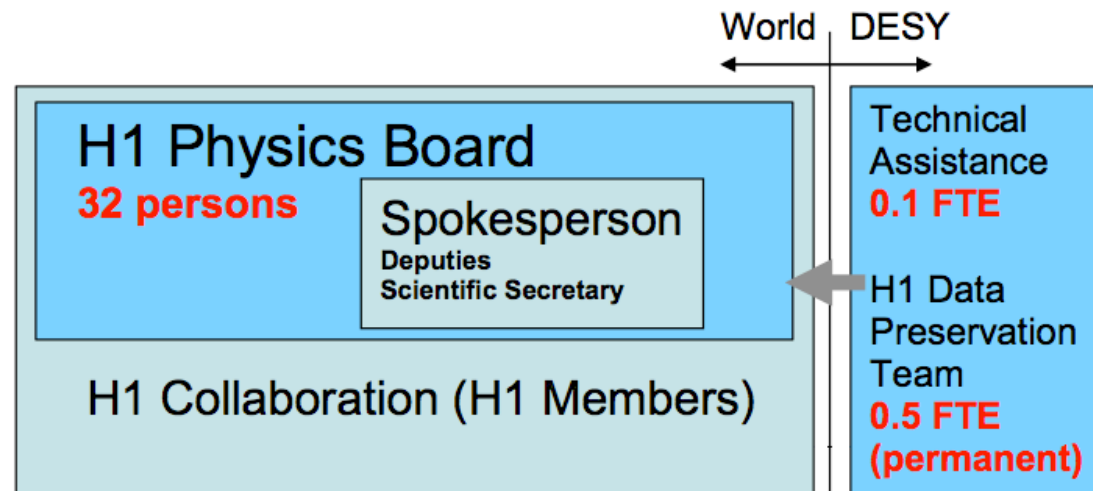 World DESY
H1 Physics Board
32 persons
Spokesperson
Deputies
Scientific Secretary
H1 Collaboration (H1 Members)
Technical
Assistance
0.1 FTE
H1 Data
Preservation
Team
0.5 FTE
(permanent)